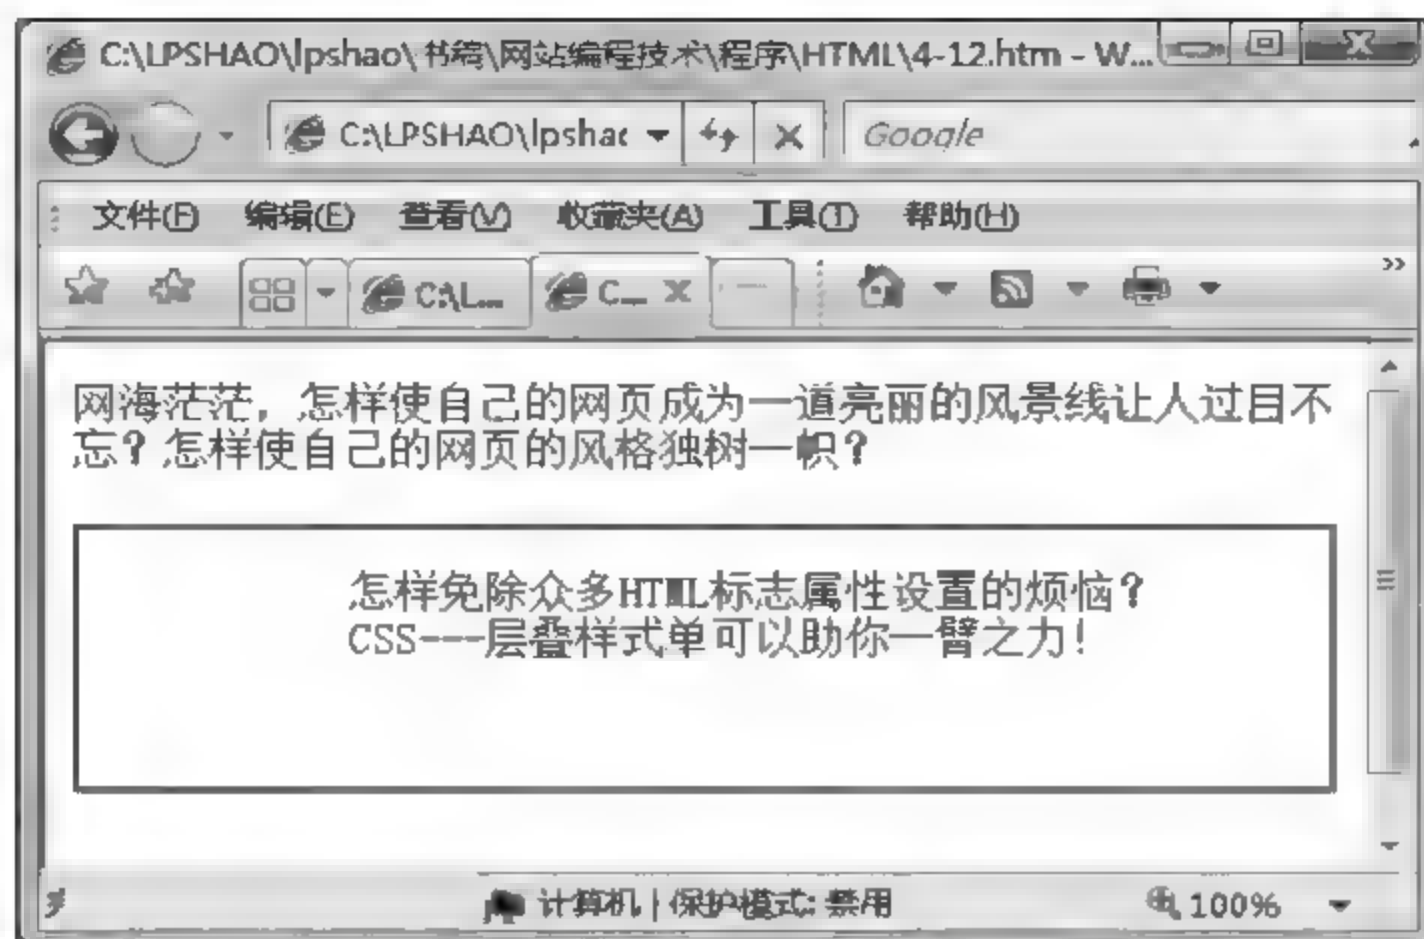 C:\LPSHAO\lpshao\书稿\网站编程技术\程序\HTML\4-12.htm - W...
C:\LPSHAO\lpshac
Google
文件(F) 编辑(E) 查看(V) 收藏夹(A) 工具(T) 帮助(H)
C:\L... C...
网海茫茫，怎样使自己的网页成为一道亮丽的风景线让人过目不
忘？怎样使自己的网页的风格独树一帜？
怎样免除众多HTML标志属性设置的烦恼？
CSS---层叠样式单可以助你一臂之力！
计算机 | 保护模式: 禁用
100%